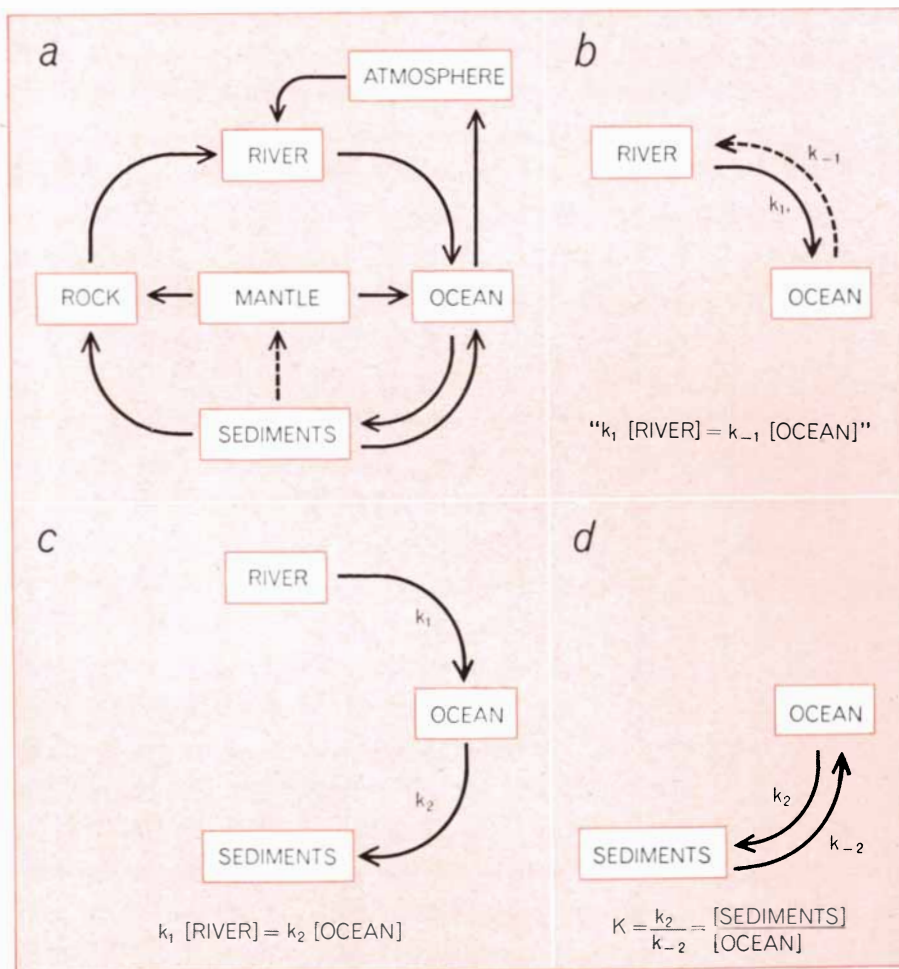 a
ATMOSPHERE
RIVER
ROCK
MANTLE
OCEAN
SEDIMENTS
b
RIVER
k₋₁
k₁.
OCEAN
“k₁ [RIVER] = k₋₁ [OCEAN]”
c
RIVER
k₁
OCEAN
k₂
SEDIMENTS
k₁ [RIVER] = k₂ [OCEAN]
d
OCEAN
k₂
k₋₂
SEDIMENTS
K = k₂/k₋₂ = [SEDIMENTS]/[OCEAN]